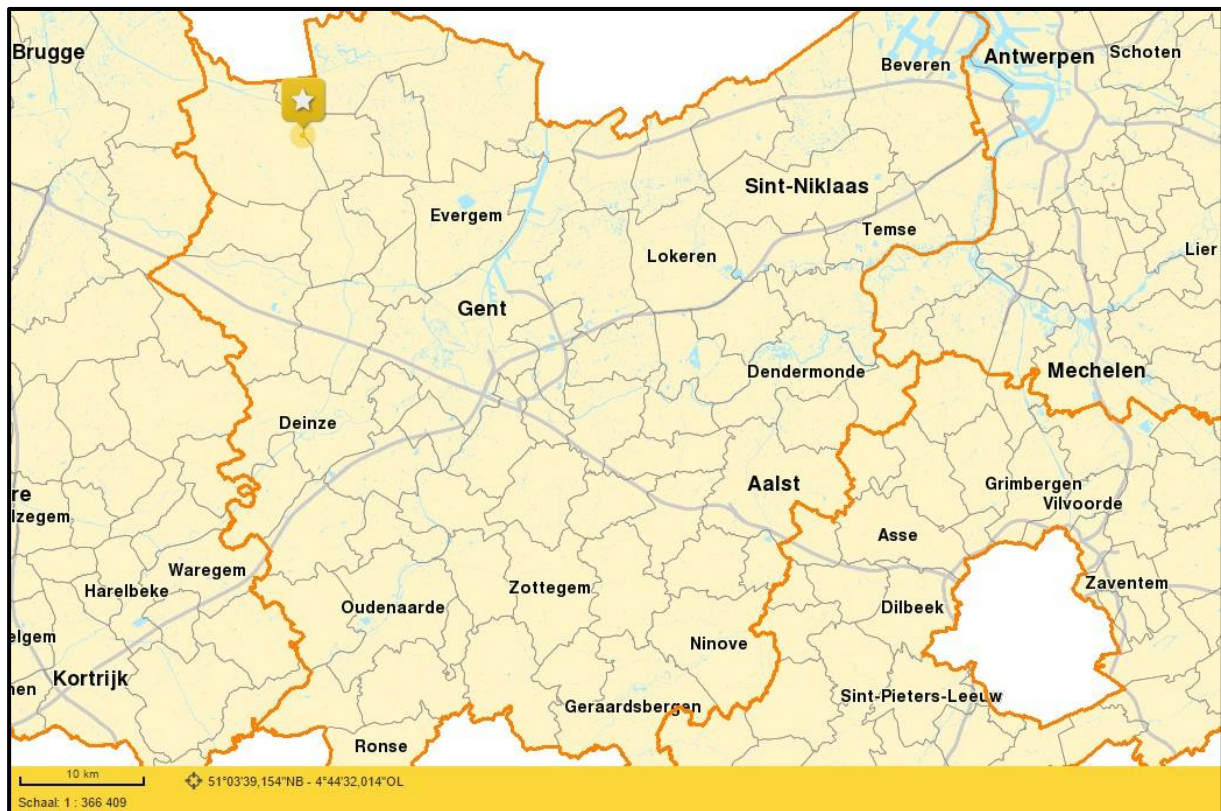 Brugge
Antwerpen
Schoten
Beveren
Sint-Niklaas
Evergem
Temse
Lokeren
Lier
Gent
Dendermonde
Mechelen
Deinze
Aalst
Grimbergen
re
Vilvoorde
lzegem
Asse
Waregem
Zaventem
Harelbeke
Zottegem
Oudenaarde
Dilbeek
elgem
Ninove
Kortrijk
nen
Sint-Pieters-Leeuw
Geraardsbergen
Ronse
10 km
51°03'39,154"NB - 4°44'32,014"OL
Schaal: 1 : 366 409